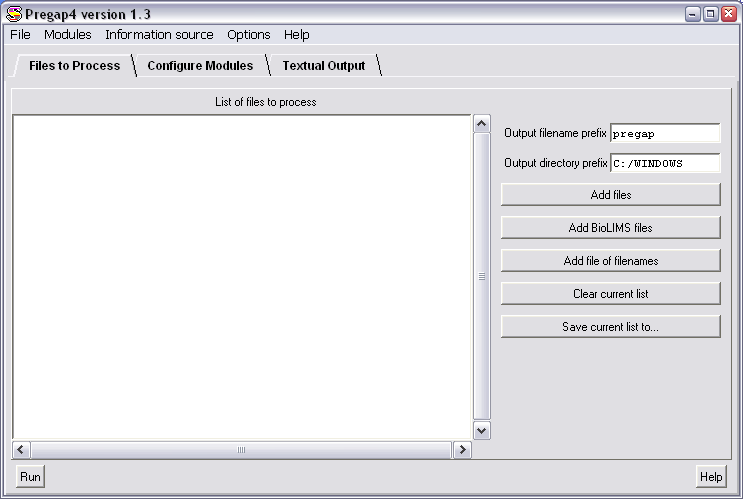 Pregap4 version 1.3
File Modules Information source Options Help
Files to Process Configure Modules Textual Output
List of files to process
Output filename prefix pregap
Output directory prefix C:/WINDOWS
Add files
Add BioLIMS files
Add file of filenames
Clear current list
Save current list to...
Run Help